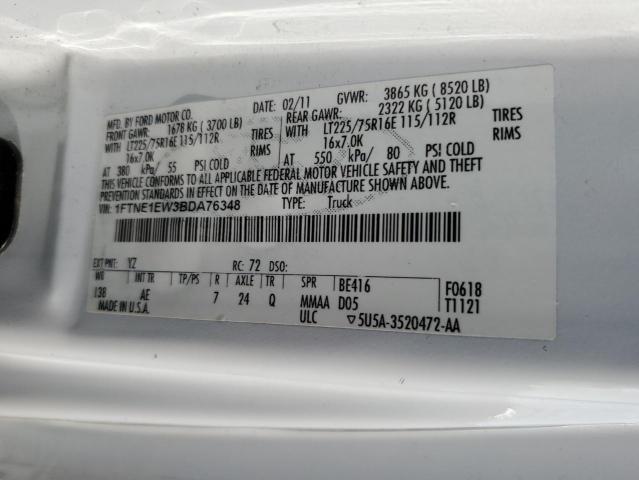 MFD. BY FORD MOTOR CO.
DATE: 02/11 GVWR: 3865 KG ( 8520 LB)
FRONT GAWR: 1678 KG ( 3700 LB) REAR GAWR: 2322 KG ( 5120 LB)
WITH LT225/75R16E 115/112R TIRES WITH LT225/75R16E 115/112R TIRES
16x7.0K RIMS 16x7.0K RIMS
AT 380 kPa/ 55 PSI COLD AT 550 kPa/ 80 PSI COLD
THIS VEHICLE CONFORMS TO ALL APPLICABLE FEDERAL MOTOR VEHICLE SAFETY AND THEFT
PREVENTION STANDARDS IN EFFECT ON THE DATE OF MANUFACTURE SHOWN ABOVE.
VIN: 1FTNE1EW3BDA76348 TYPE: Truck
EXT PNT: YZ RC: 72 DSO:
WB INT TR TP/PS R AXLE TR SPR BE416 F0618
138 AE 7 24 Q MMAA D05 T1121
MADE IN U.S.A. ULC ▽5U5A-3520472-AA